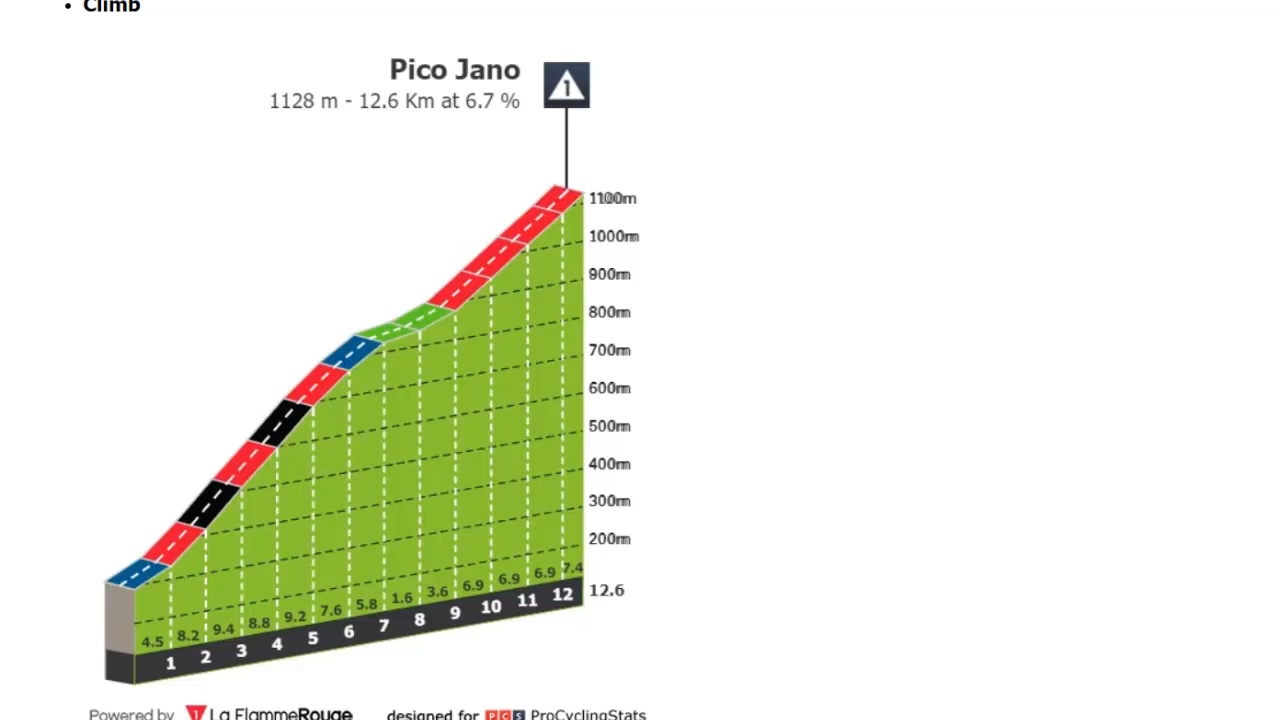 • Climb
Pico Jano
1
1128 m - 12.6 Km at 6.7 %
1100m
1000m
900m
800m
700m
600m
500m
400m
300m
200m
12.6
4.5 8.2 9.4 8.8 9.2 7.6 5.8 1.6 3.6 6.9 6.9 6.9 7.4
1 2 3 4 5 6 7 8 9 10 11 12
Powered by 1 La FlammeRouge designed for PCS ProCyclingStats